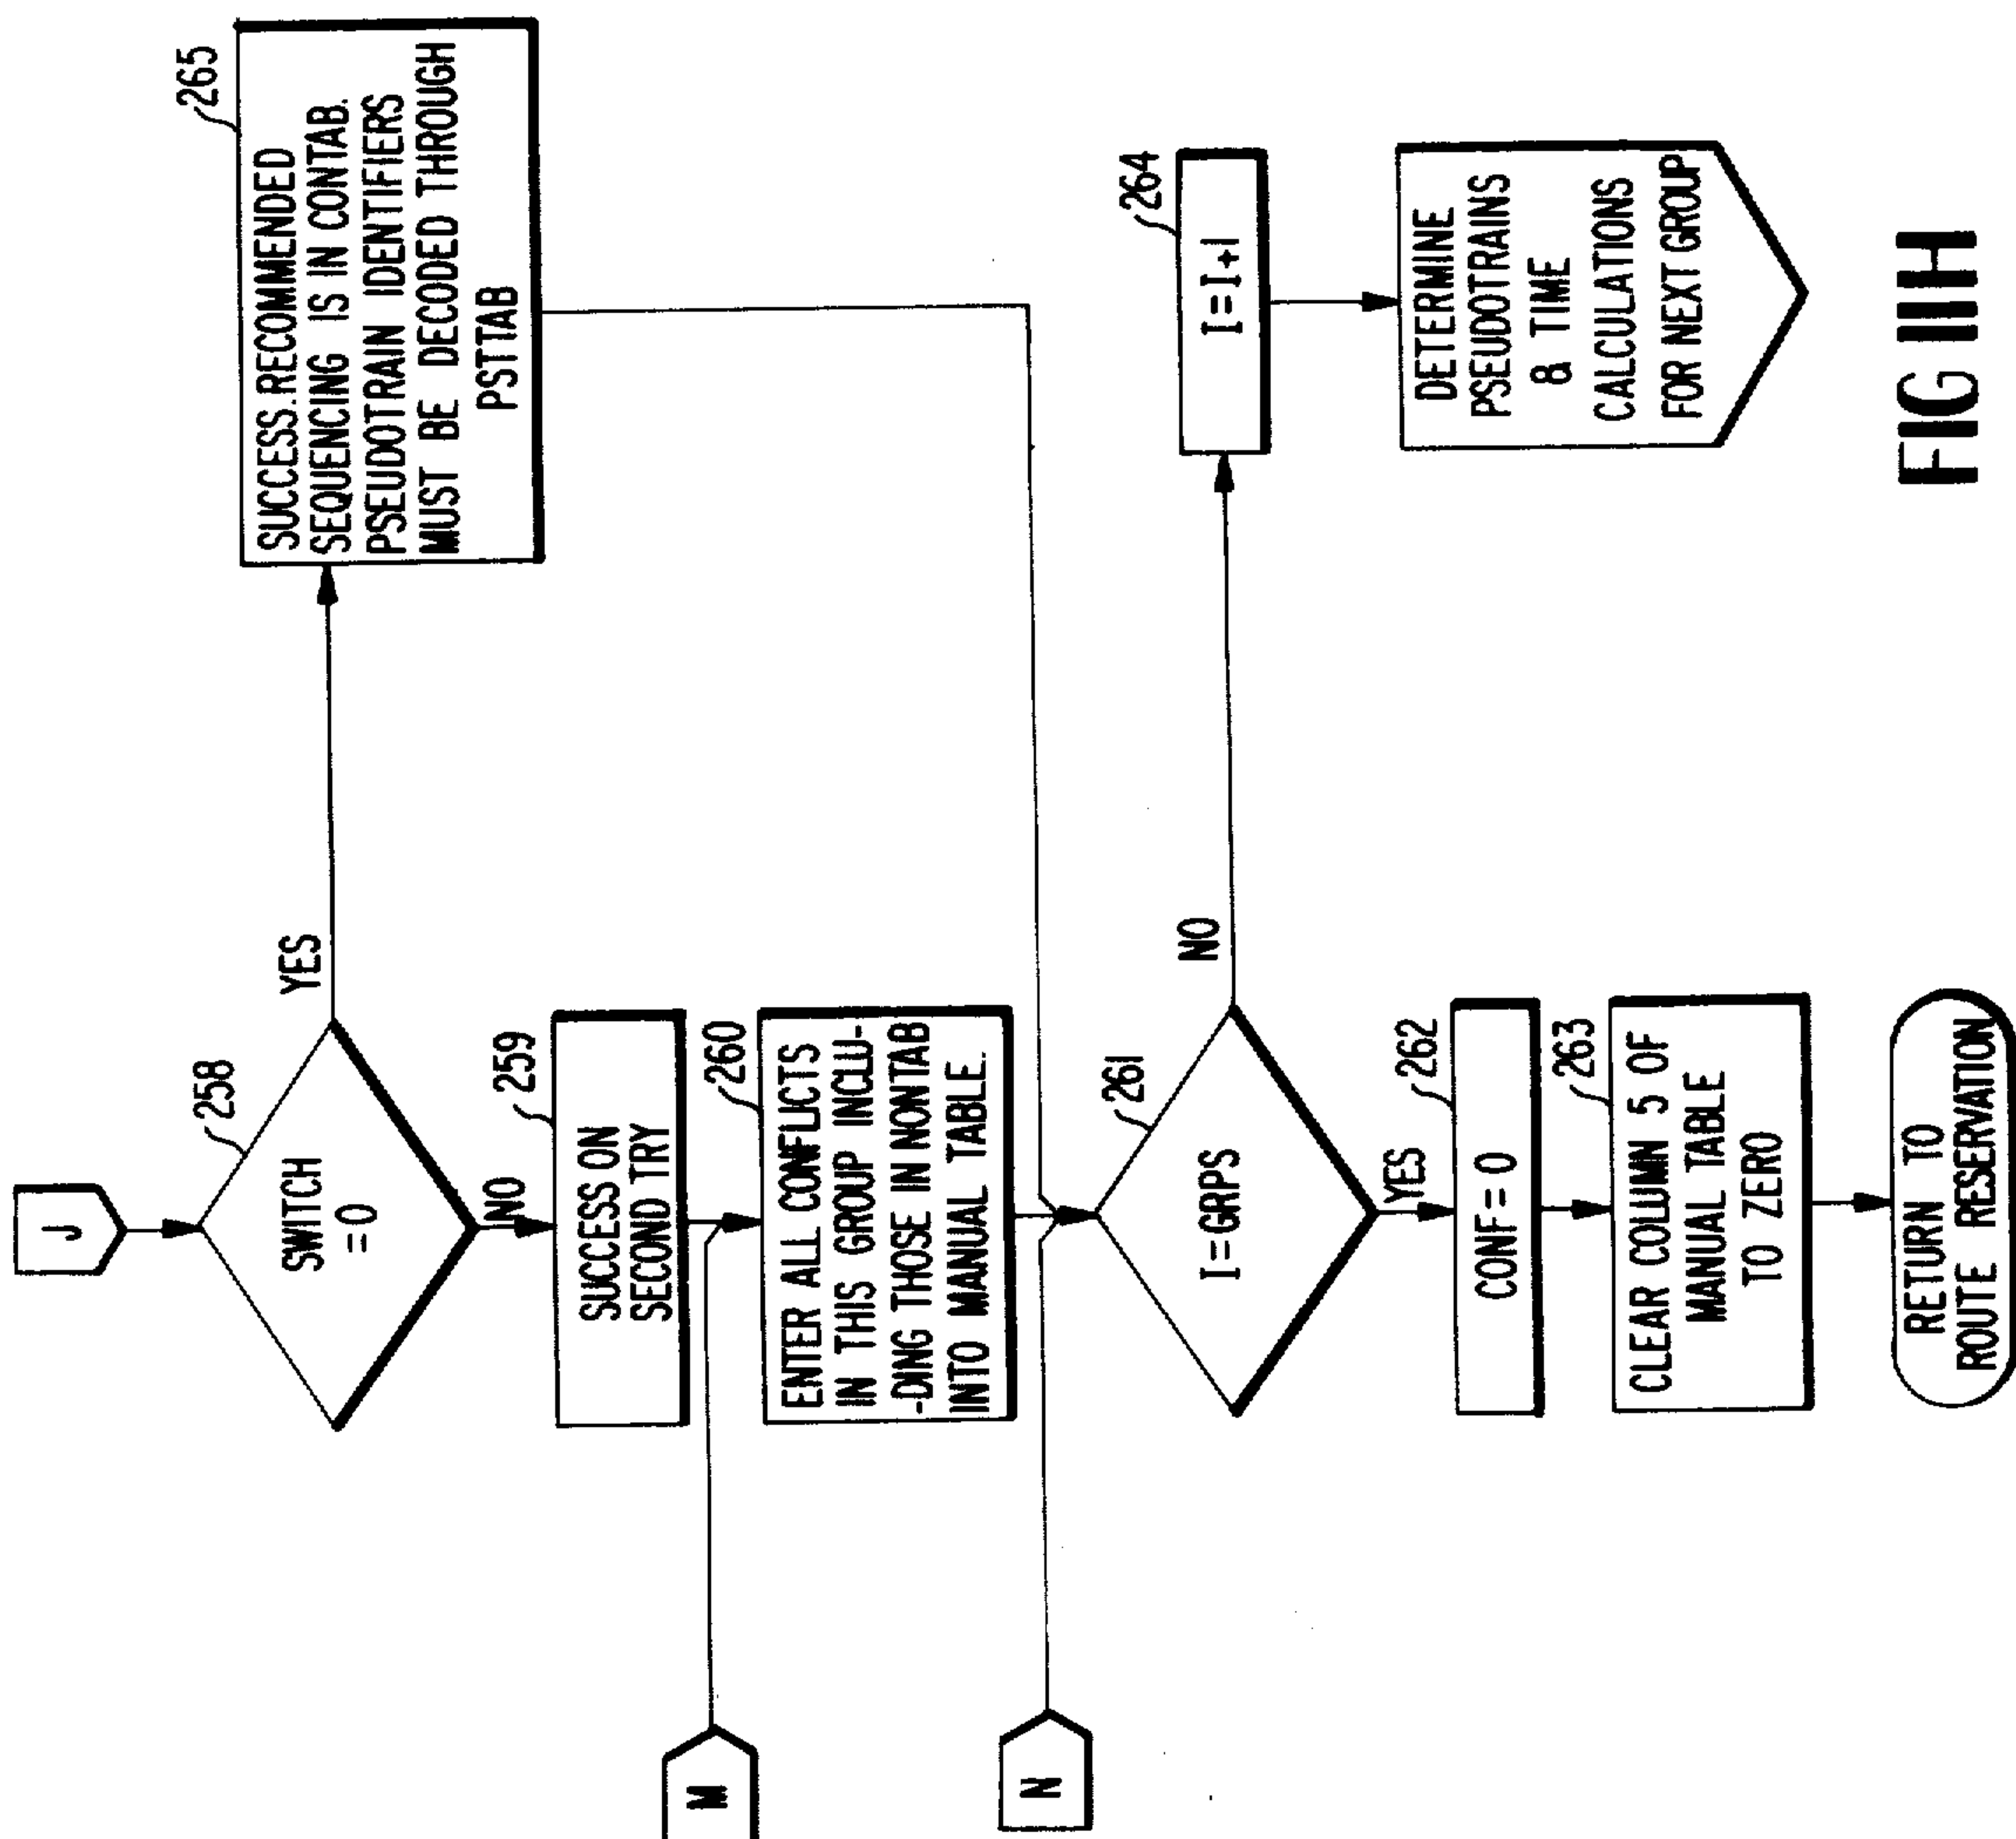 J
258
SWITCH
=0
YES
NO
265
SUCCESS. RECOMMENDED
SEQUENCING IS IN CONTAB.
PSEUDOTRAIN IDENTIFIERS
MUST BE DECODED THROUGH
PSTTAB
259
SUCCESS ON
SECOND TRY
M
260
ENTER ALL CONFLICTS
IN THIS GROUP INCLU-
-DING THOSE IN NONTAB
INTO MANUAL TABLE.
N
261
I=GRPS
NO
YES
264
I=I+I
DETERMINE
PSEUDOTRAINS
& TIME
CALCULATIONS
FOR NEXT GROUP
262
CONF=0
263
CLEAR COLUMN 5 OF
MANUAL TABLE
TO ZERO
RETURN TO
ROUTE RESERVATION
FIG IIH